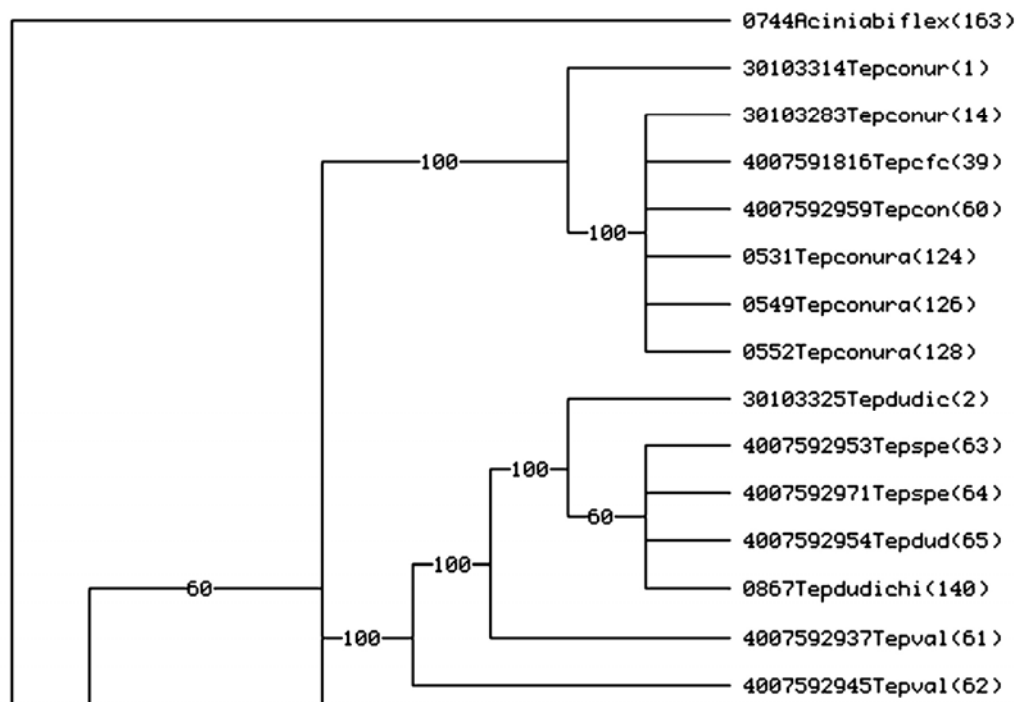 0744Aciniabiflex(163)
30103314Tepconur(1)
30103283Tepconur(14)
100
4007591816Tepcfc(39)
4007592959Tepcon(60)
100
0531Tepconura(124)
0549Tepconura(126)
0552Tepconura(128)
30103325Tepdudic(2)
4007592953Tepspe(63)
100
4007592971Tepspe(64)
60
4007592954Tepdud(65)
100
0867Tepdudichi(140)
60
4007592937Tepval(61)
100
4007592945Tepval(62)